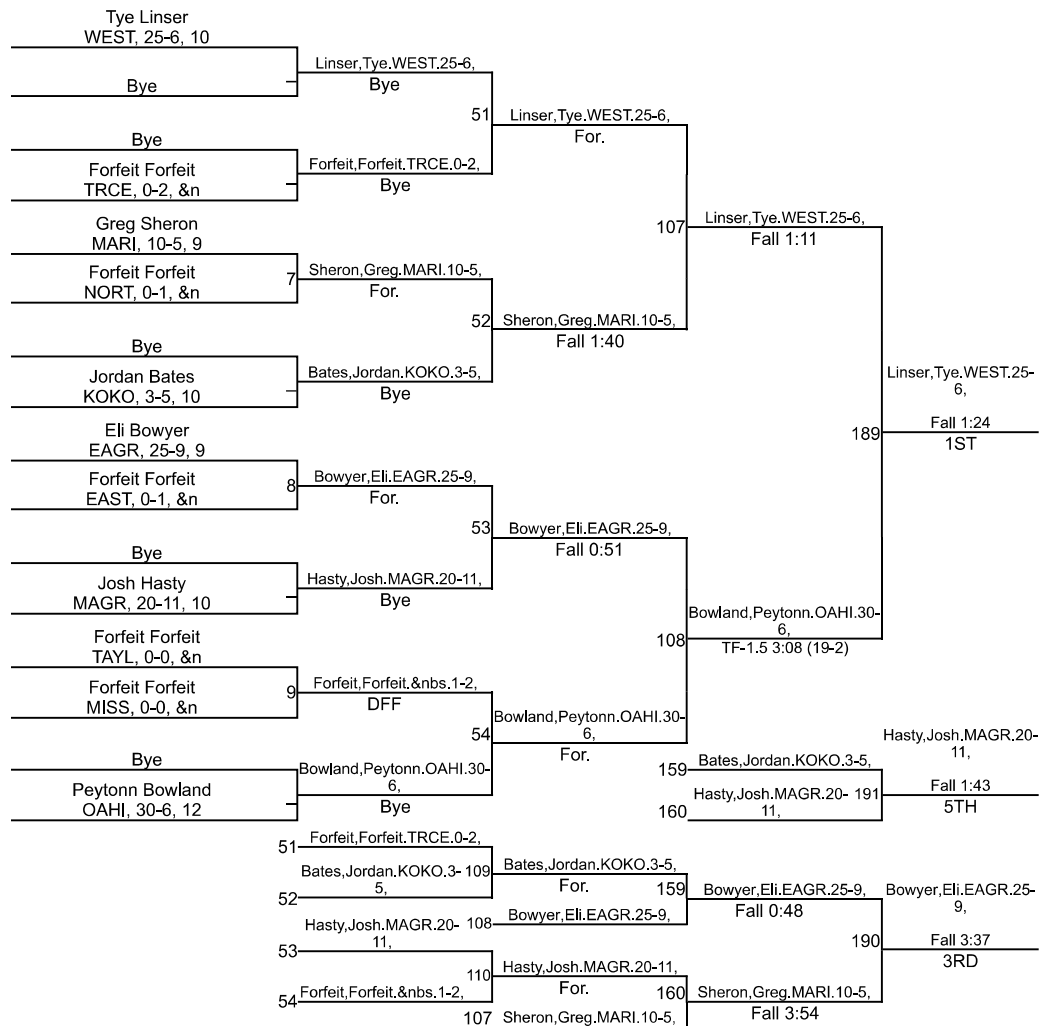 Tye Linser
WEST, 25-6, 10
Bye
Bye
Forfeit Forfeit
TRCE, 0-2, &n
Greg Sheron
MARI, 10-5, 9
Forfeit Forfeit
NORT, 0-1, &n
Bye
Jordan Bates
KOKO, 3-5, 10
Eli Bowyer
EAGR, 25-9, 9
Forfeit Forfeit
EAST, 0-1, &n
Bye
Josh Hasty
MAGR, 20-11, 10
Forfeit Forfeit
TAYL, 0-0, &n
Forfeit Forfeit
MISS, 0-0, &n
Bye
Peytonn Bowland
OAHI, 30-6, 12
Linser,Tye.WEST.25-6,
Bye
Forfeit,Forfeit.TRCE.0-2,
Bye
7
Sheron,Greg.MARI.10-5,
For.
Bates,Jordan.KOKO.3-5,
Bye
8
Bowyer,Eli.EAGR.25-9,
For.
Hasty,Josh.MAGR.20-11,
Bye
9
Forfeit,Forfeit.&nbs.1-2,
DFF
Bowland,Peytonn.OAHI.30-
6,
Bye
51
Linser,Tye.WEST.25-6,
For.
52
Sheron,Greg.MARI.10-5,
Fall 1:40
53
Bowyer,Eli.EAGR.25-9,
Fall 0:51
54
Bowland,Peytonn.OAHI.30-
6,
For.
107
Linser,Tye.WEST.25-6,
Fall 1:11
108
Bowland,Peytonn.OAHI.30-
6,
TF-1.5 3:08 (19-2)
189
Linser,Tye.WEST.25-
6,
Fall 1:24
1ST
159
Bates,Jordan.KOKO.3-5,
160
Hasty,Josh.MAGR.20-
11,
191
Hasty,Josh.MAGR.20-
11,
Fall 1:43
5TH
51
Forfeit,Forfeit.TRCE.0-2,
52
Bates,Jordan.KOKO.3-
5,
109
Bates,Jordan.KOKO.3-5,
For.
108
Bowyer,Eli.EAGR.25-9,
159
Bowyer,Eli.EAGR.25-9,
Fall 0:48
53
Hasty,Josh.MAGR.20-
11,
54
Forfeit,Forfeit.&nbs.1-2,
110
Hasty,Josh.MAGR.20-11,
For.
107
Sheron,Greg.MARI.10-5,
160
Sheron,Greg.MARI.10-5,
Fall 3:54
190
Bowyer,Eli.EAGR.25-
9,
Fall 3:37
3RD